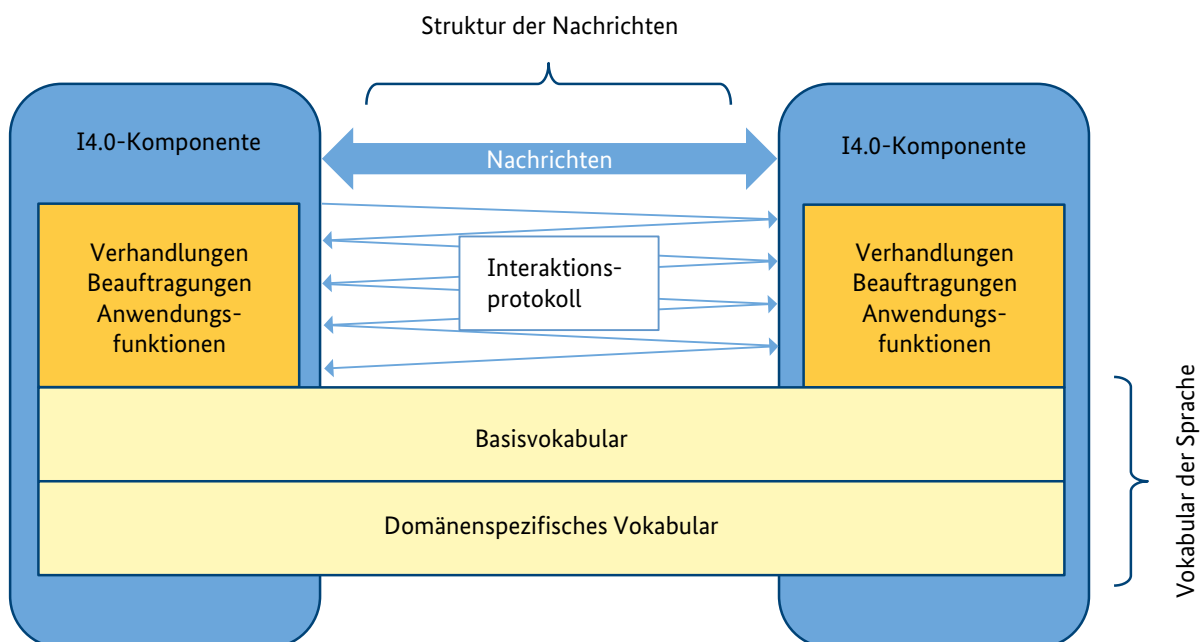 Struktur der Nachrichten
I4.0-Komponente
Nachrichten
I4.0-Komponente
Verhandlungen
Beauftragungen
Anwendungs-
funktionen
Interaktions-
protokoll
Verhandlungen
Beauftragungen
Anwendungs-
funktionen
Basisvokabular
Domänenspezifisches Vokabular
Vokabular der Sprache